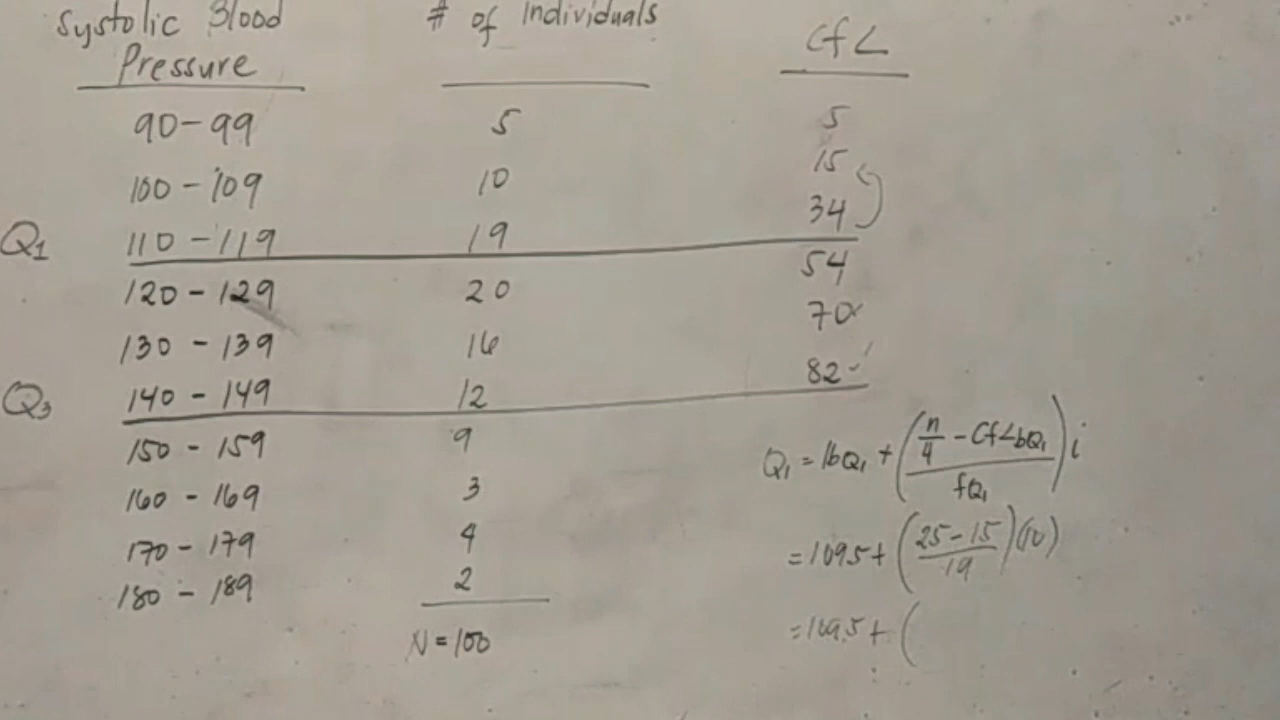 Systolic Blood # of Individuals
Pressure Cf<
90-99 5 5
100-109 10 15
Q1 110-119 19 34
120-129 20 54
130-139 16 70
Q3 140-149 12 82
150-159 9
160-169 3
170-179 4
180-189 2
N=100
Q1 = lbQ1 + (n/4 - Cf<bQ1 / fQ1) i
= 109.5 + (25-15 / 19)(10)
= 109.5 + (